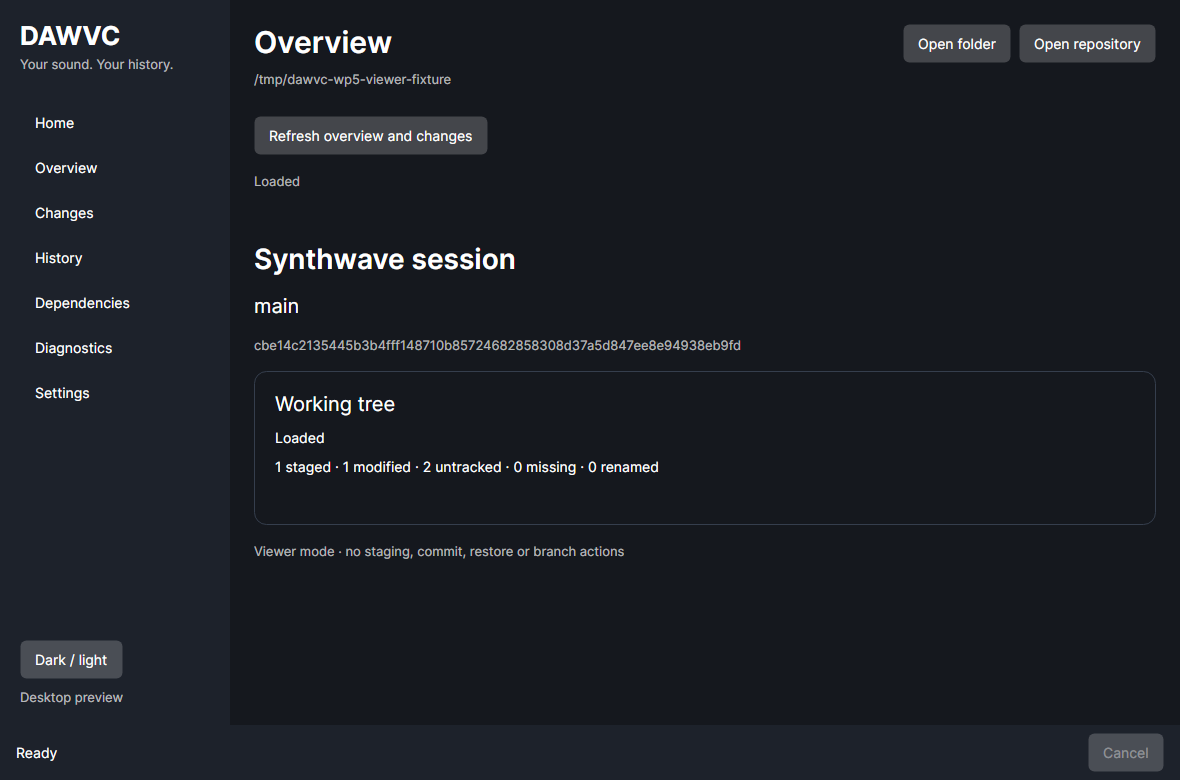 DAWVC
Your sound. Your history.
Home
Overview
Changes
History
Dependencies
Diagnostics
Settings
Dark / light
Desktop preview
Overview
Open folder
Open repository
/tmp/dawvc-wp5-viewer-fixture
Refresh overview and changes
Loaded
Synthwave session
main
cbe14c2135445b3b4fff148710b85724682858308d37a5d847ee8e94938eb9fd
Working tree
Loaded
1 staged · 1 modified · 2 untracked · 0 missing · 0 renamed
Viewer mode · no staging, commit, restore or branch actions
Ready
Cancel